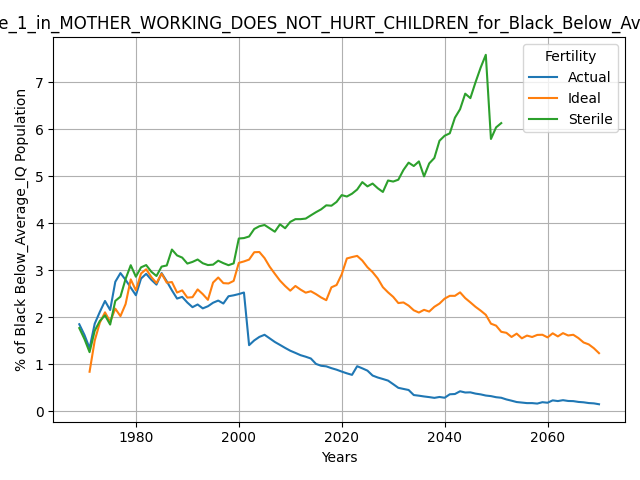 e_1_in_MOTHER_WORKING_DOES_NOT_HURT_CHILDREN_for_Black_Below_Av
Fertility
Actual
Ideal
Sterile
% of Black Below_Average_IQ Population
7
6
5
4
3
2
1
0
1980
2000
2020
2040
2060
Years